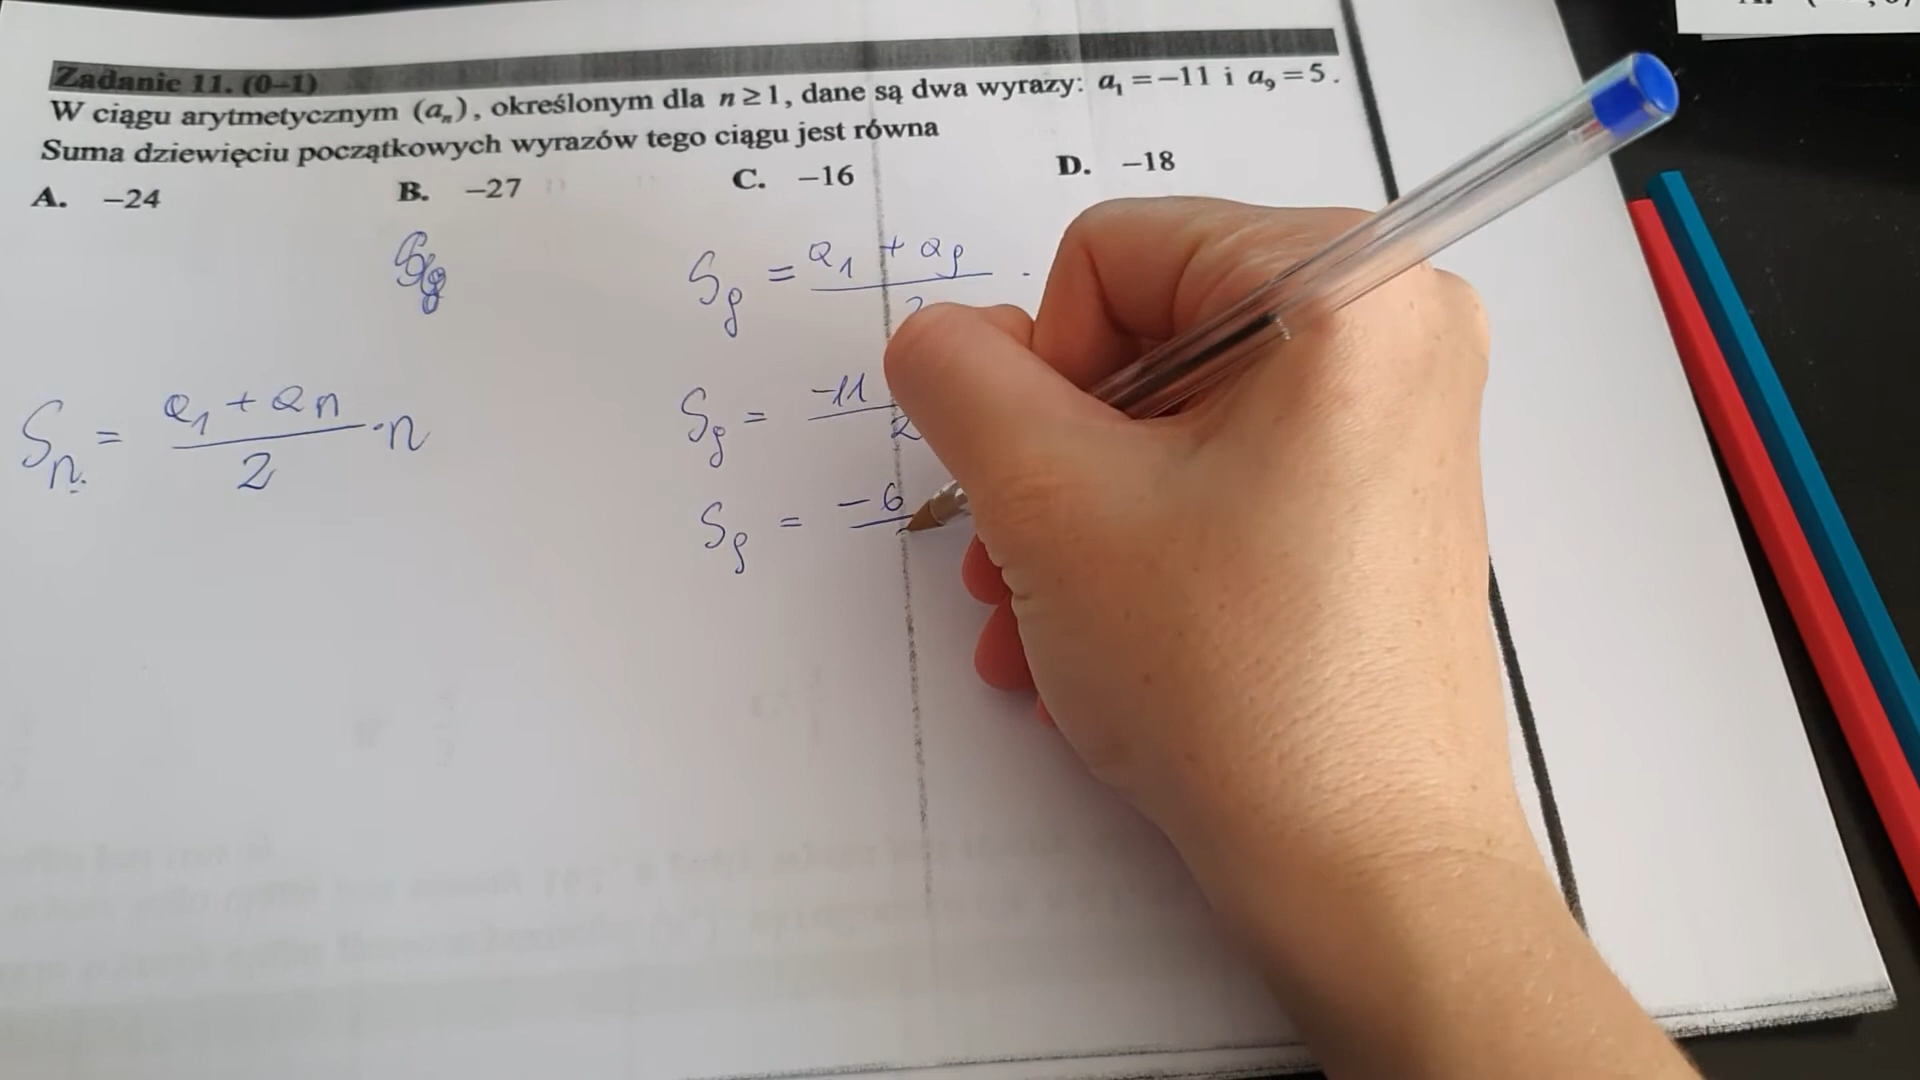 Zadanie 11. (0–1)
W ciągu arytmetycznym (aₙ), określonym dla n ≥ 1, dane są dwa wyrazy: a₁ = −11 i a₉ = 5.
Suma dziewięciu początkowych wyrazów tego ciągu jest równa
A. −24 B. −27 C. −16 D. −18
S₉ = (a₁ + a₉)/2 ·
Sₙ = (a₁ + aₙ)/2 · n
S₉ = −11 / 2
S₉ = −6